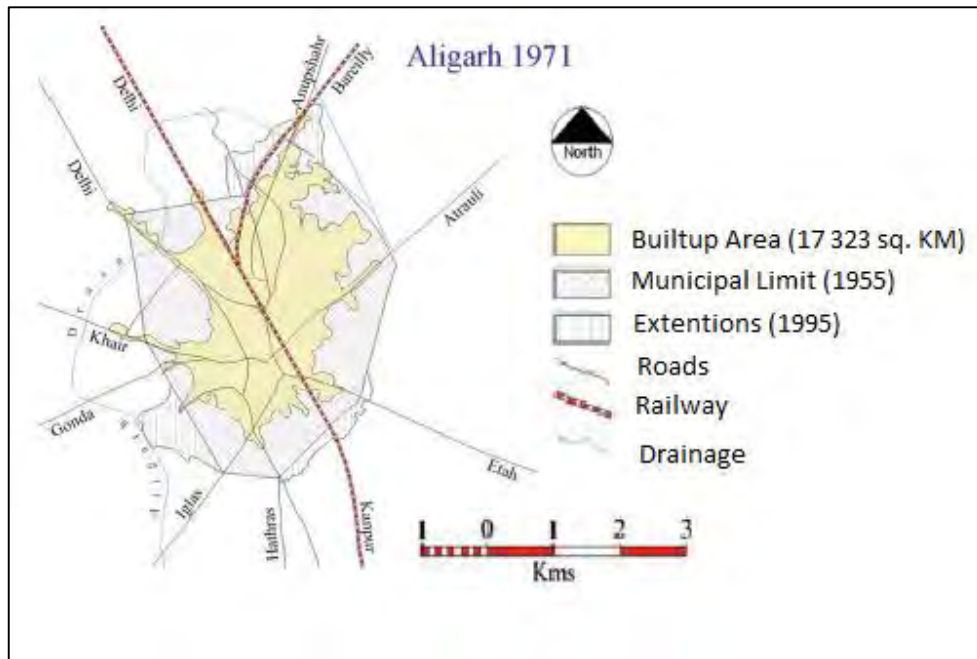 Aligarh 1971
Delhi
Anupshahr
Bareilly
Delhi
Atrauli
Khair
Gonda
Iglas
Hathras
Kanpur
Etah
North
Builtup Area (17 323 sq. KM)
Municipal Limit (1955)
Extentions (1995)
Roads
Railway
Drainage
1 0 1 2 3
Kms